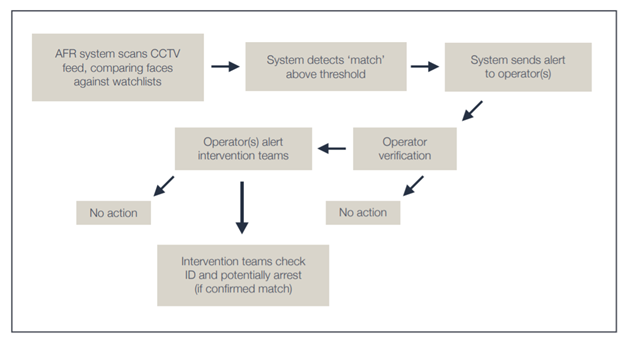 AFR system scans CCTV
feed, comparing faces
against watchlists
System detects ‘match’
above threshold
System sends alert
to operator(s)
Operator(s) alert
intervention teams
Operator
verification
No action
No action
Intervention teams check
ID and potentially arrest
(if confirmed match)